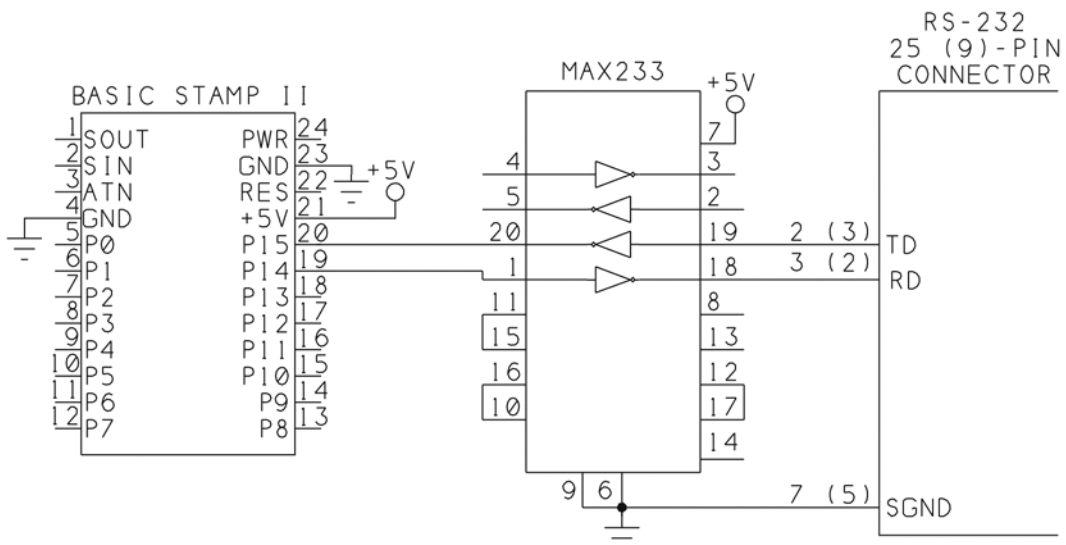 RS-232
25 (9)-PIN
CONNECTOR
MAX233
+5V
BASIC STAMP II
1 SOUT PWR 24
2 SIN GND 23
+5V
3 ATN RES 22
4 GND +5V 21
5 P0 P15 20
6 P1 P14 19
7 P2 P13 18
8 P3 P12 17
9 P4 P11 16
10 P5 P10 15
11 P6 P9 14
12 P7 P8 13
7
4 3
5 2
20 19
1 18
11 8
15 13
16 12
10 17
14
9 6
2 (3) TD
3 (2) RD
7 (5) SGND